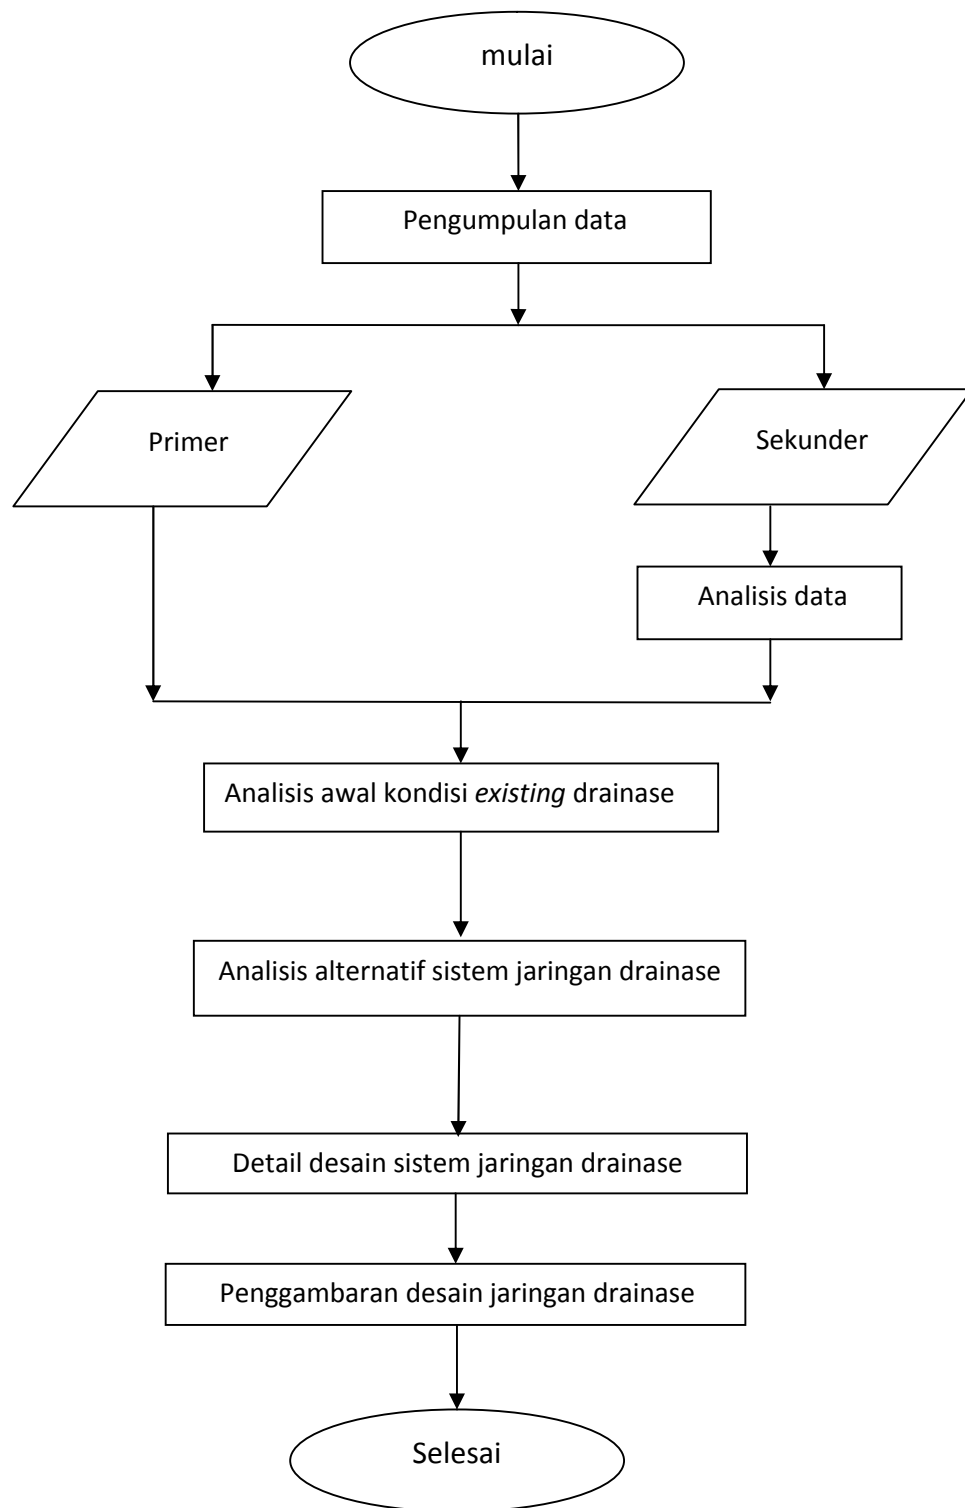 mulai
Pengumpulan data
Primer
Sekunder
Analisis data
Analisis awal kondisi existing drainase
Analisis alternatif sistem jaringan drainase
Detail desain sistem jaringan drainase
Penggambaran desain jaringan drainase
Selesai